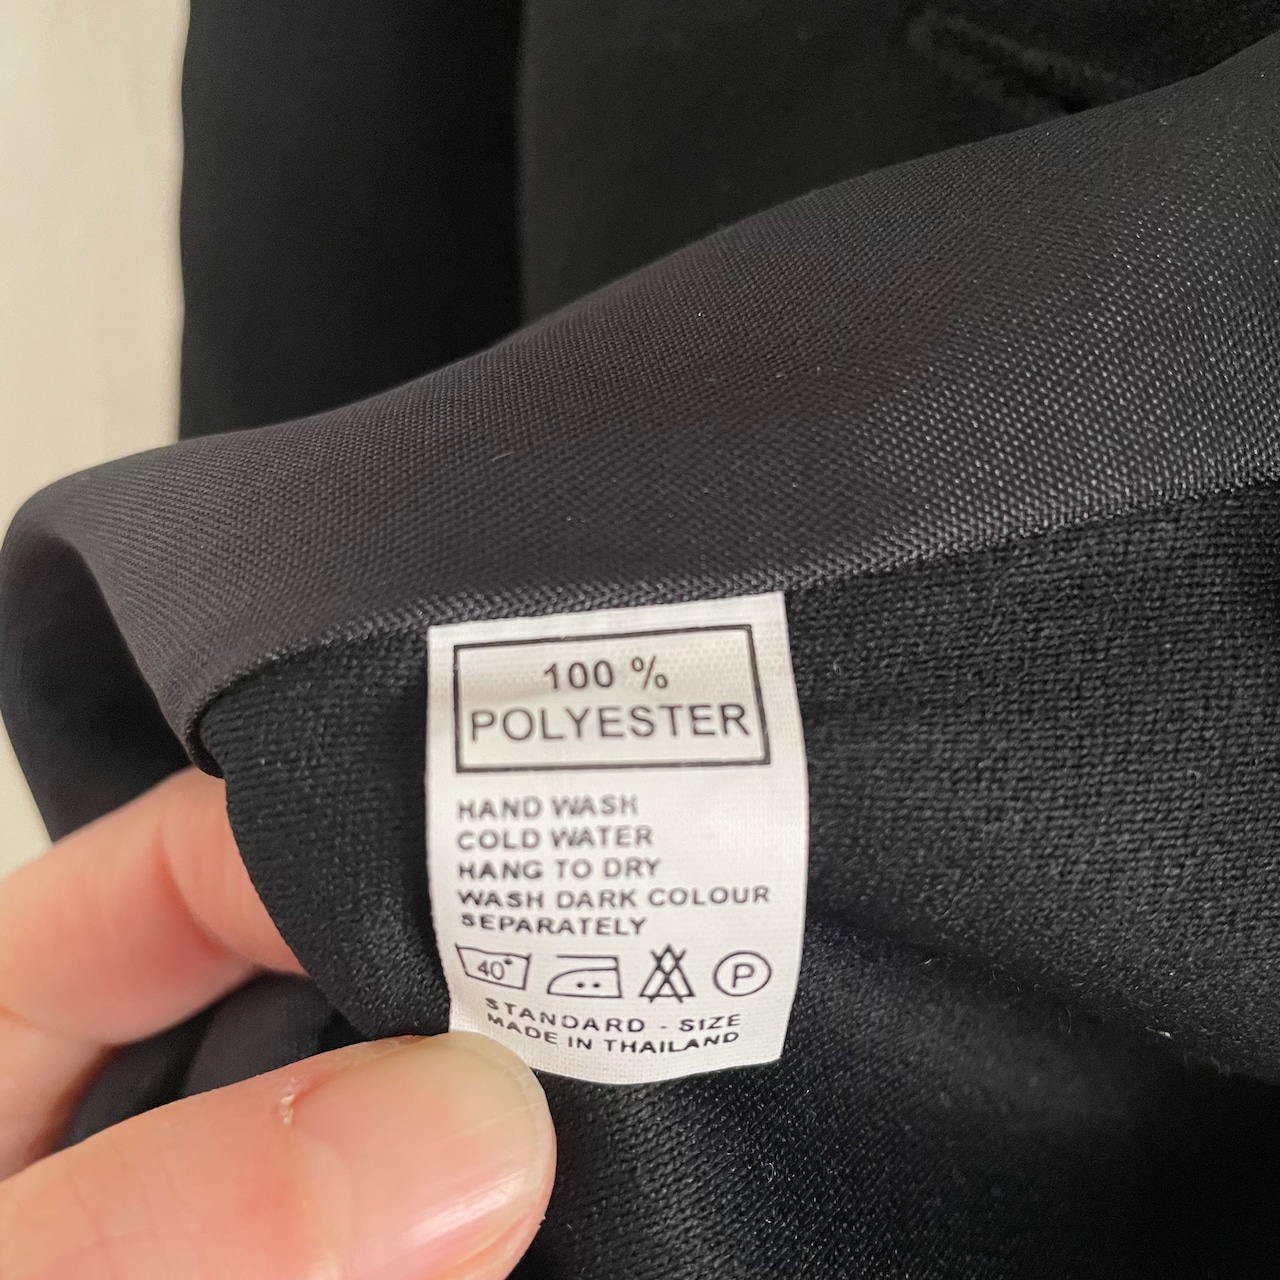 100 %
POLYESTER
HAND WASH
COLD WATER
HANG TO DRY
WASH DARK COLOUR
SEPARATELY
40° P
STANDARD - SIZE
MADE IN THAILAND